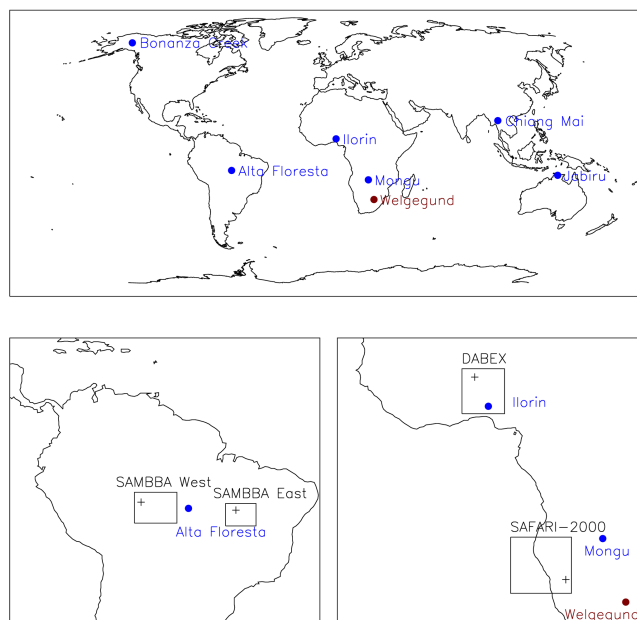 Bonanza Creek
Chiang Mai
Ilorin
Alta Floresta
Mongu
Jabiru
Welgegund
DABEX
Ilorin
SAMBBA West
SAMBBA East
Alta Floresta
SAFARI-2000
Mongu
Welgegund